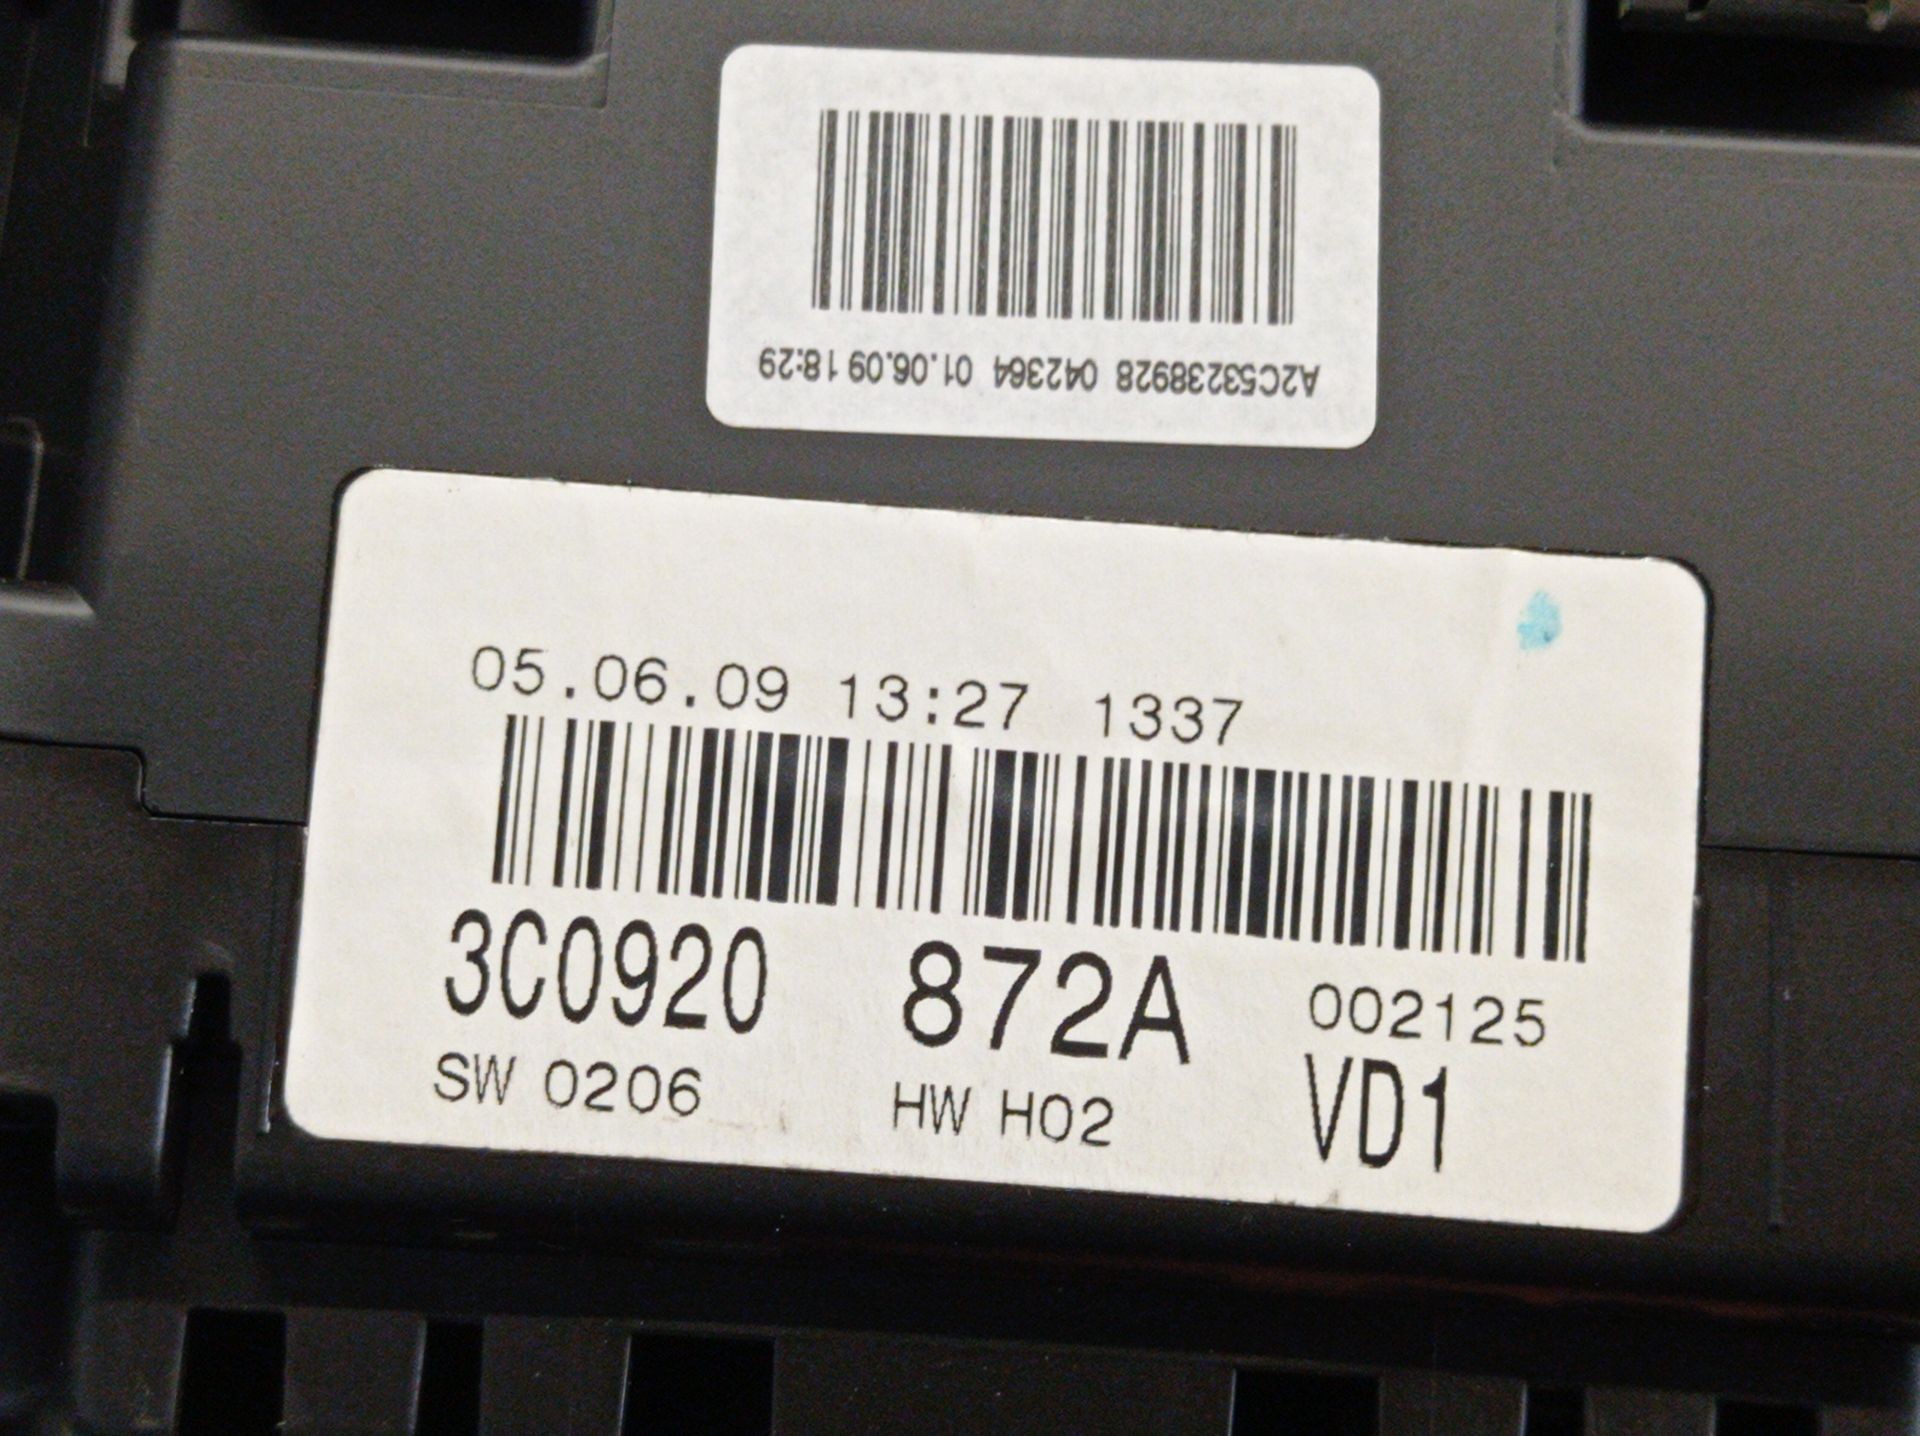 A2C53238928 042364 01.06.09 18:29
05.06.09 13:27 1337
3C0920 872A 002125
SW 0206 HW H02 VD1